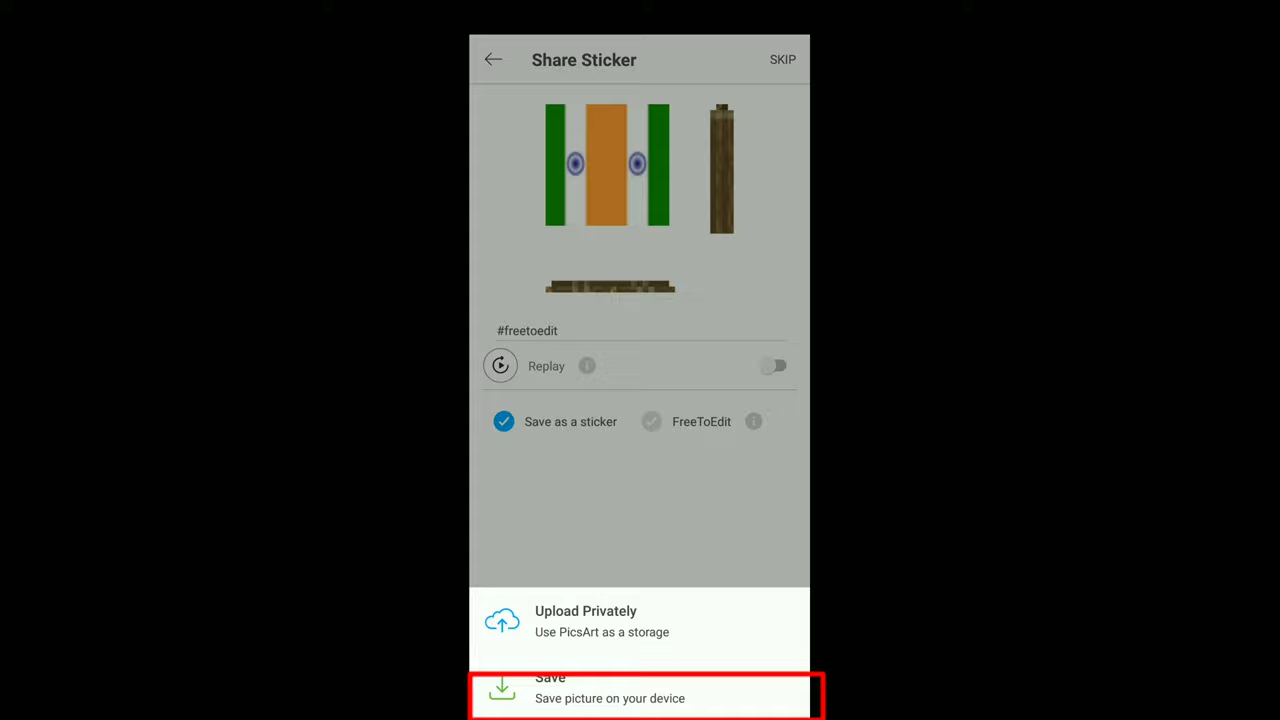 Share Sticker
SKIP
#freetoedit
Replay
Save as a sticker
FreeToEdit
Upload Privately
Use PicsArt as a storage
Save
Save picture on your device